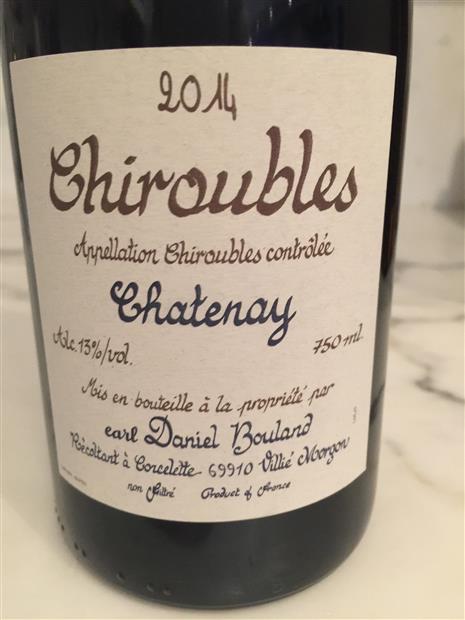 2014
Chiroubles
Appellation Chiroubles contrôlée
Chatenay
Alc. 13%/vol. 750 ml.
Mis en bouteille à la propriété par
earl Daniel Bouland
Récoltant à Corcelette - 69910 Villié Morgon
non filtré Product of France